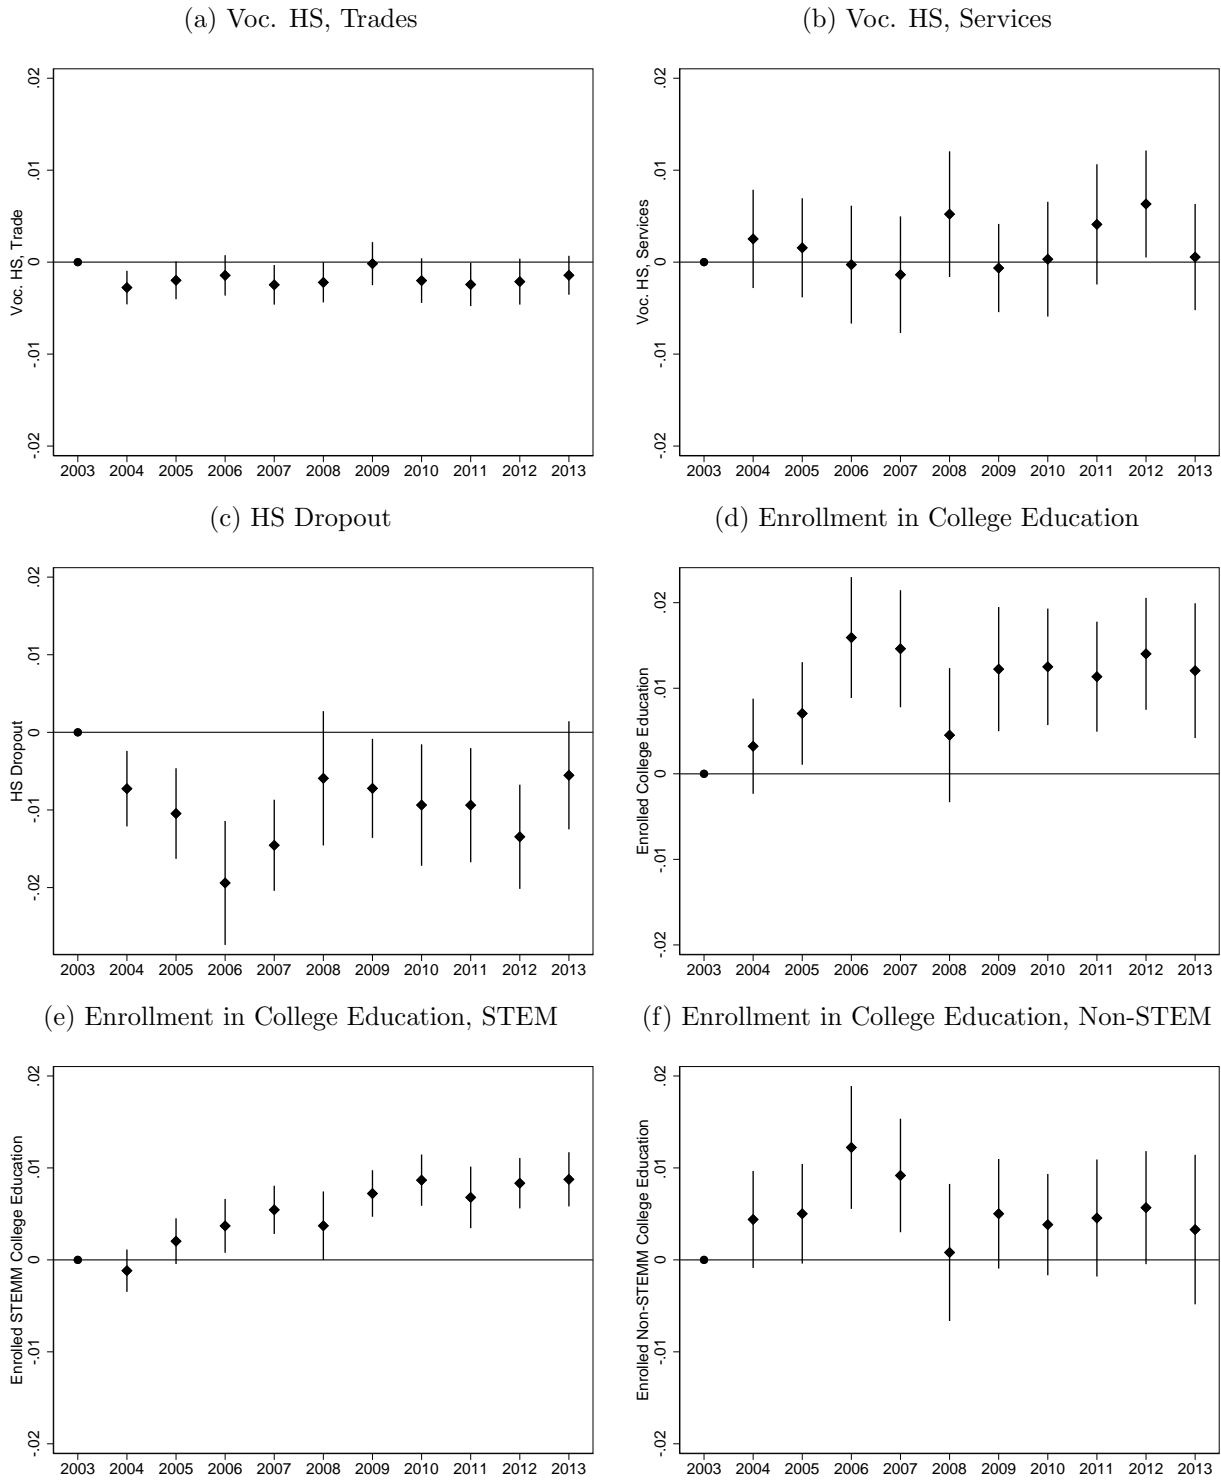 (a) Voc. HS, Trades
Voc. HS, Trade
.02
.01
0
-.01
-.02
2003 2004 2005 2006 2007 2008 2009 2010 2011 2012 2013
(b) Voc. HS, Services
Voc. HS, Services
.02
.01
0
-.01
-.02
2003 2004 2005 2006 2007 2008 2009 2010 2011 2012 2013
(c) HS Dropout
HS Dropout
.02
.01
0
-.01
-.02
2003 2004 2005 2006 2007 2008 2009 2010 2011 2012 2013
(d) Enrollment in College Education
Enrolled College Education
.02
.01
0
-.01
-.02
2003 2004 2005 2006 2007 2008 2009 2010 2011 2012 2013
(e) Enrollment in College Education, STEM
Enrolled STEMM College Education
.02
.01
0
-.01
-.02
2003 2004 2005 2006 2007 2008 2009 2010 2011 2012 2013
(f) Enrollment in College Education, Non-STEM
Enrolled Non-STEMM College Education
.02
.01
0
-.01
-.02
2003 2004 2005 2006 2007 2008 2009 2010 2011 2012 2013